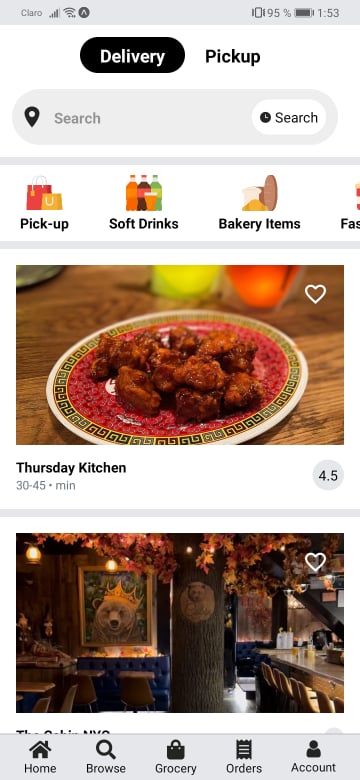 Claro 95 % 1:53
Delivery Pickup
Search Search
Pick-up Soft Drinks Bakery Items Fas
Thursday Kitchen 4.5
30-45 • min
The Cabin NYC
Home Browse Grocery Orders Account